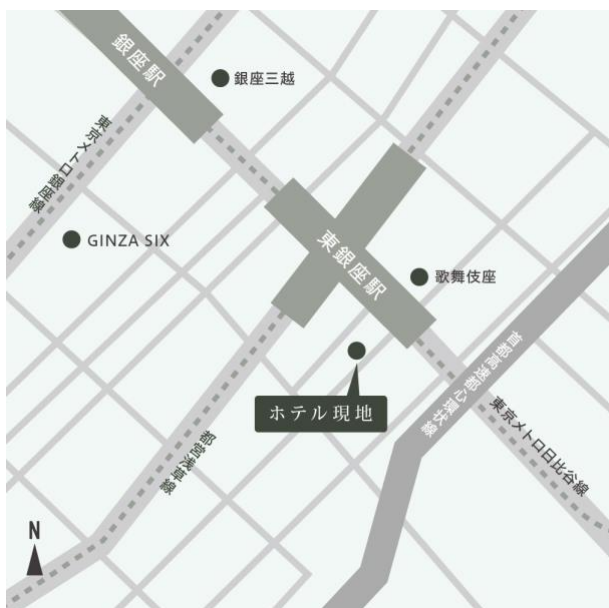 銀座駅
銀座三越
東京メトロ銀座線
GINZA SIX
東銀座駅
歌舞伎座
首都高速都心環状線
ホテル現地
東京メトロ日比谷線
都営浅草線
N